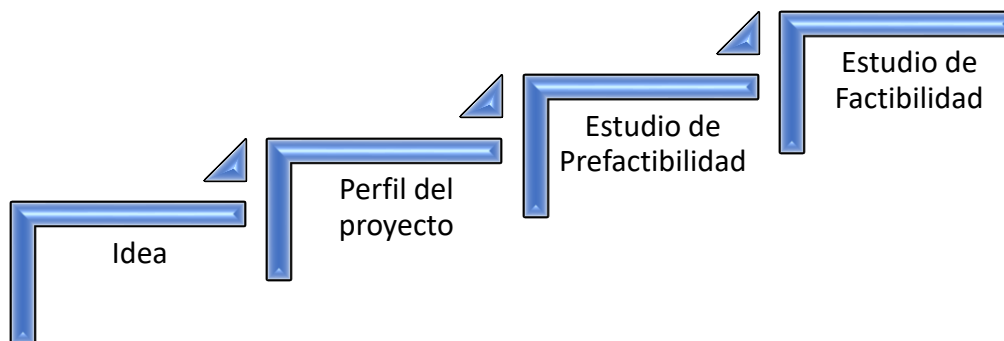 Idea
Perfil del
proyecto
Estudio de
Prefactibilidad
Estudio de
Factibilidad